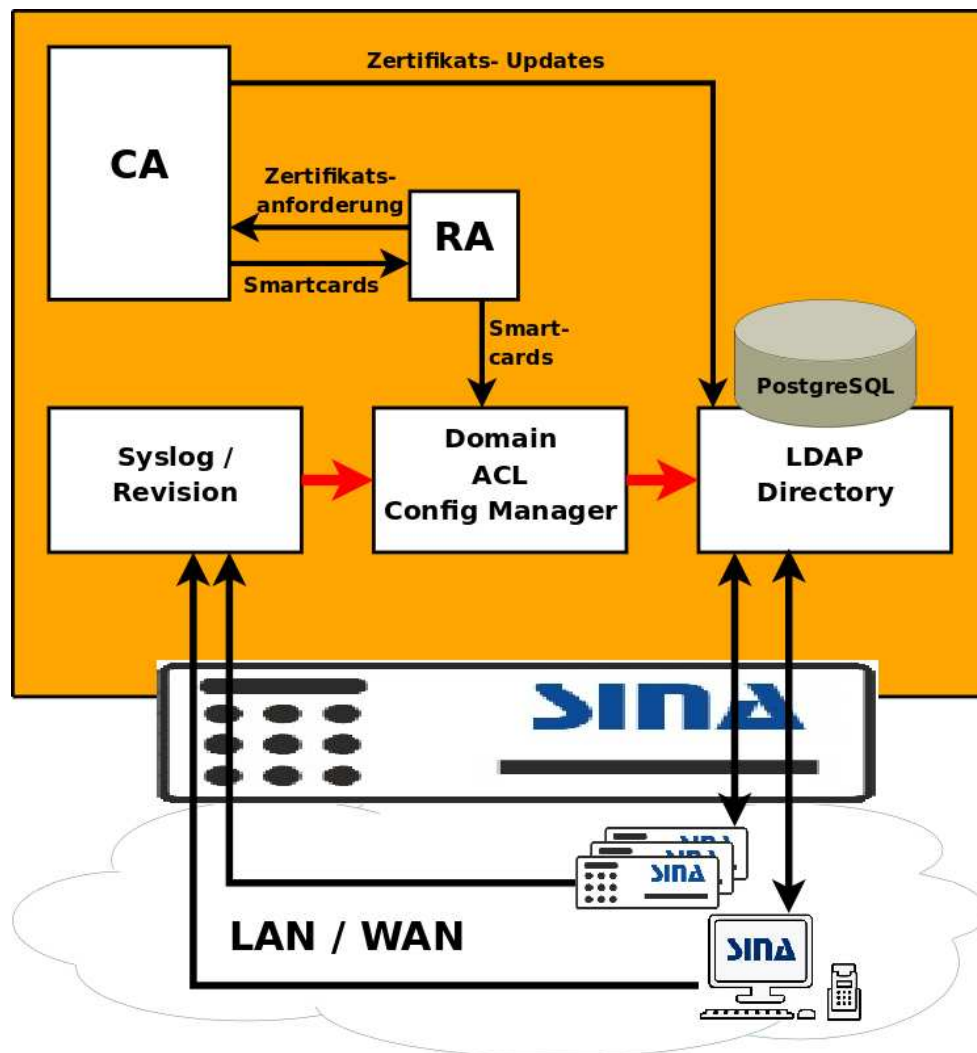 Zertifikats- Updates
CA
Zertifikats-
anforderung
RA
Smartcards
Smart-
cards
PostgreSQL
Syslog /
Revision
Domain
ACL
Config Manager
LDAP
Directory
SINA
SINA
SINA
SINA
LAN / WAN
SINA